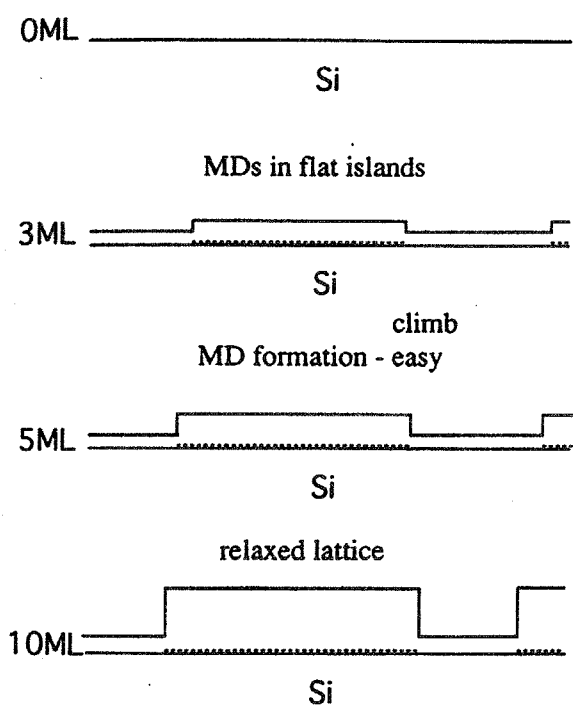 0ML
Si
MDs in flat islands
3ML
Si
climb
MD formation - easy
5ML
Si
relaxed lattice
10ML
Si